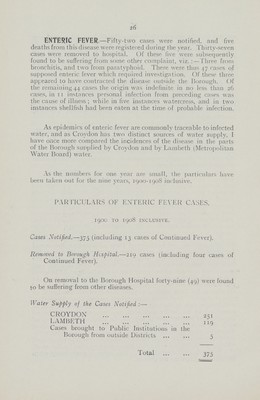 26
ENTERIC FEVER.—Fifty-two cases were notified, and five
deaths from this disease were registered during the year. Thirty-seven
cases were removed to hospital. Of these five were subsequently
found to be suffering from some other complaint, viz. :— Three from
bronchitis, and two from paratyphoid. There were thus 47 cases of
supposed enteric fever which required investigation. Of these three
appeared to have contracted the disease outside the Borough. Of
the remaining 44 cases the origin was indefinite in no less than 26
cases, in 11 instances personal infection from preceding cases was
the cause of illness; while in five instances watercress, and in two
instances shellfish had been eaten at the time of probable infection.
As epidemics of enteric fever are commonly traceable to infected
water, and as Croydon has two distinct sources of water supply, I
have once more compared the incidences of the disease in the parts
of the Borough supplied by Croydon and by Lambeth (Metropolitan
Water Board) water.
As the numbers for one year are small, the particulars have
been taken out for the nine years, 1900-1908 inclusive.
PARTICULARS OF ENTERIC FEVER CASES.
1900 TO 1908 INCLUSIVE.
Cases Notified.—373 (including 13 cases of Continued Fever).
Removed to Borough Hospital.—219 cases (including four cases of
Continued Fever).
On removal to the Borough Hospital forty-nine (49) were found
to be suffering from other diseases.
Water Supply of the Cases Notified :—
CROYDON ... ... ... ... ... 251
LAMBETH ... ... ... ... ... 119
Cases brought to Public Institutions in the
Borough from outside Districts ... ... 3
Total ... ... 373